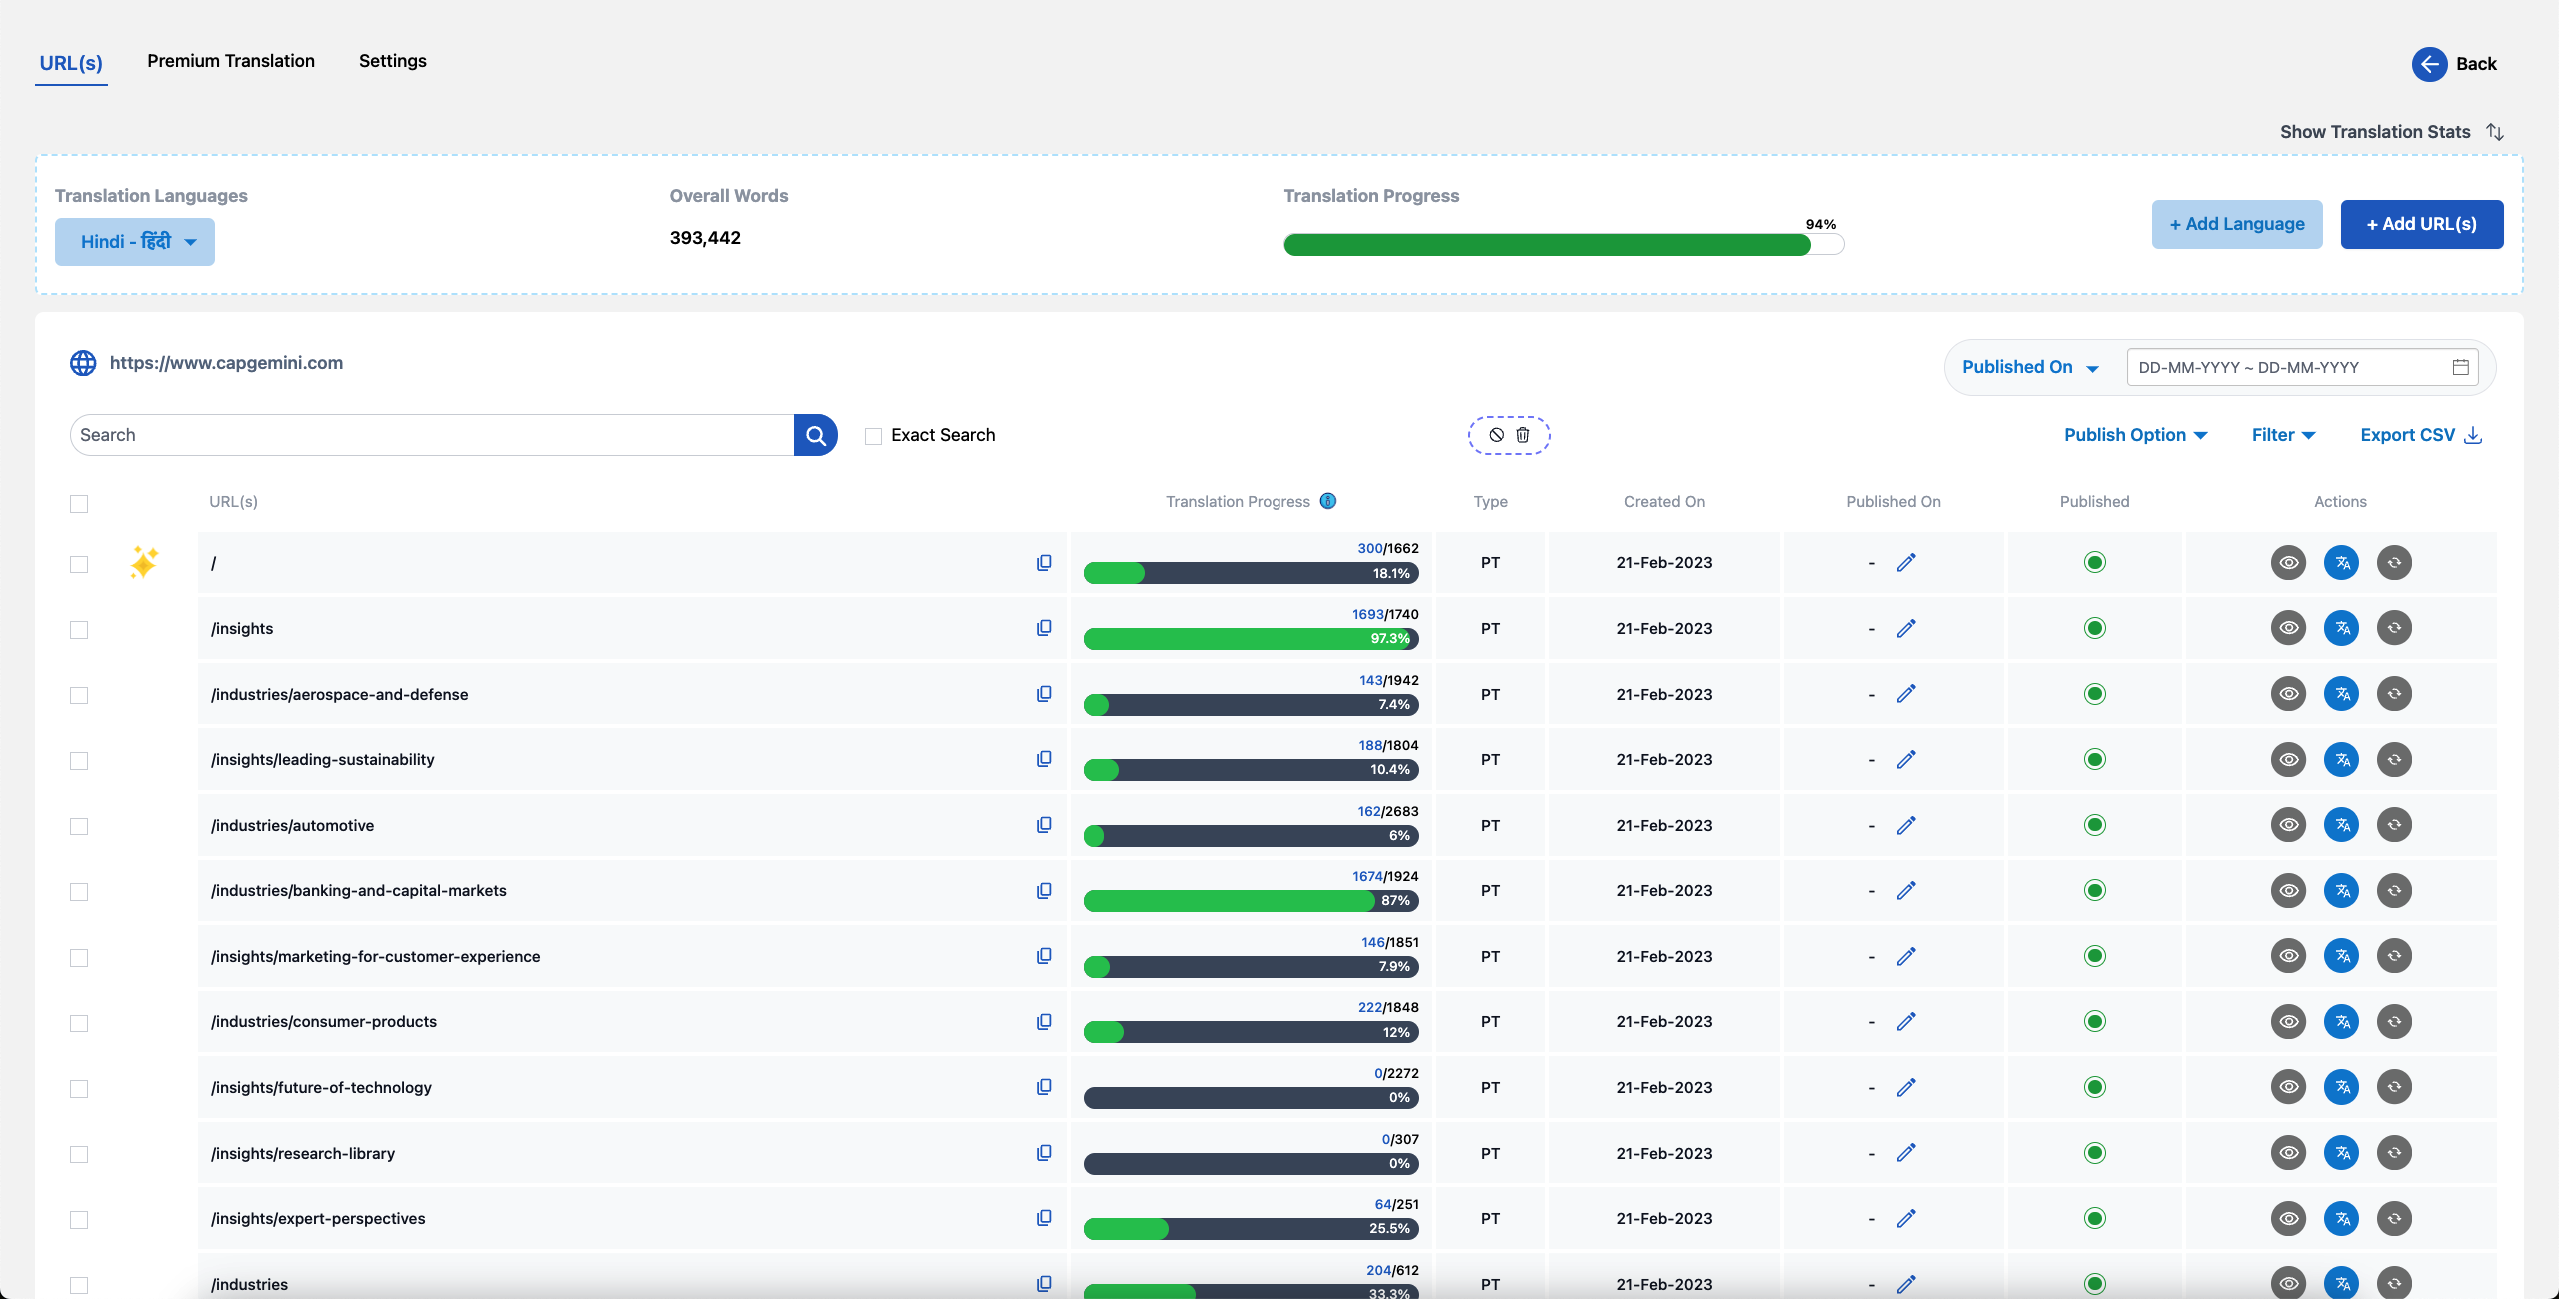 URL(s) Premium Translation Settings Back
Show Translation Stats
Translation Languages Overall Words Translation Progress
Hindi - हिंदी 393,442 94% + Add Language + Add URL(s)
https://www.capgemini.com Published On DD-MM-YYYY ~ DD-MM-YYYY
Search Exact Search Publish Option Filter Export CSV
URL(s) Translation Progress Type Created On Published On Published Actions
/ 300/1662 18.1% PT 21-Feb-2023 -
/insights 1693/1740 97.3% PT 21-Feb-2023 -
/industries/aerospace-and-defense 143/1942 7.4% PT 21-Feb-2023 -
/insights/leading-sustainability 188/1804 10.4% PT 21-Feb-2023 -
/industries/automotive 162/2683 6% PT 21-Feb-2023 -
/industries/banking-and-capital-markets 1674/1924 87% PT 21-Feb-2023 -
/insights/marketing-for-customer-experience 146/1851 7.9% PT 21-Feb-2023 -
/industries/consumer-products 222/1848 12% PT 21-Feb-2023 -
/insights/future-of-technology 0/2272 0% PT 21-Feb-2023 -
/insights/research-library 0/307 0% PT 21-Feb-2023 -
/insights/expert-perspectives 64/251 25.5% PT 21-Feb-2023 -
/industries 204/612 33.3% PT 21-Feb-2023 -